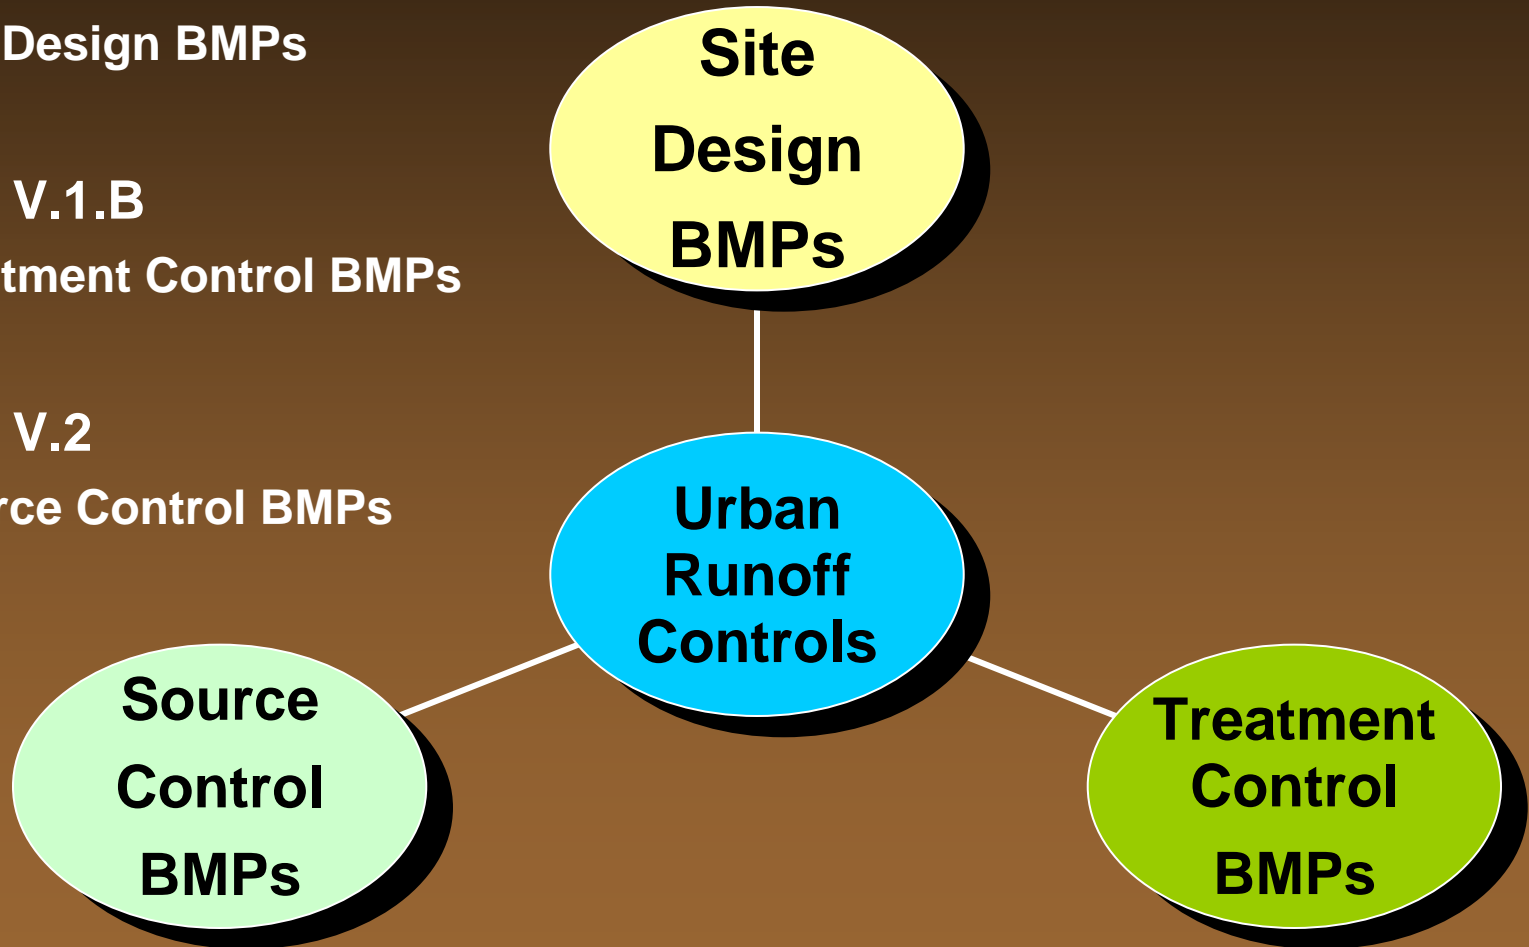 Design BMPs
V.1.B
tment Control BMPs
V.2
rce Control BMPs
Site
Design
BMPs
Urban
Runoff
Controls
Source
Control
BMPs
Treatment
Control
BMPs